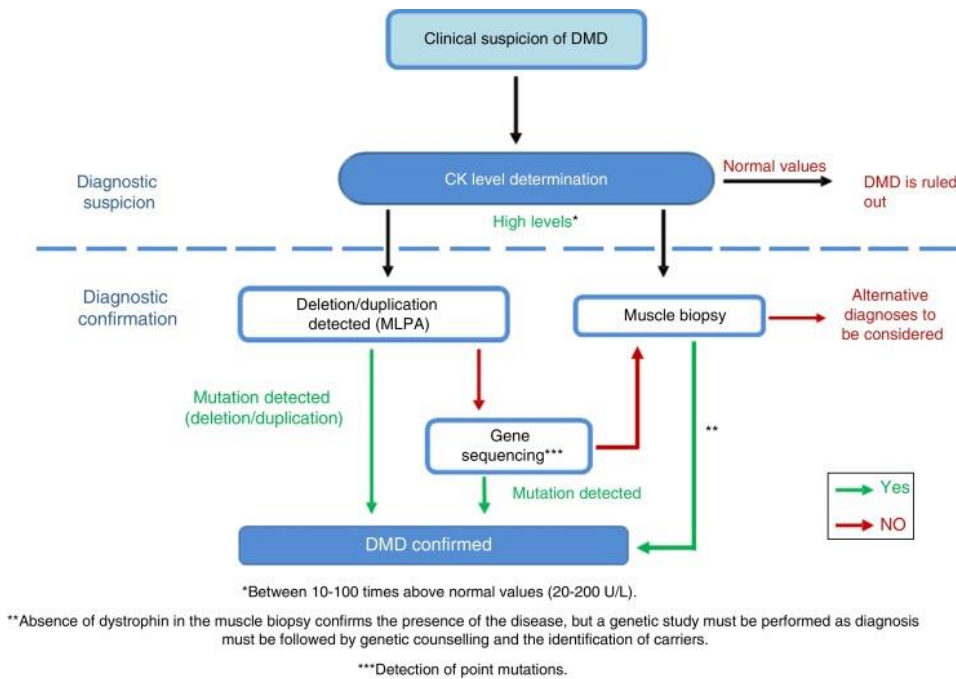 Clinical suspicion of DMD
CK level determination
Normal values
DMD is ruled
out
Diagnostic
suspicion
High levels*
Diagnostic
confirmation
Deletion/duplication
detected (MLPA)
Muscle biopsy
Alternative
diagnoses to
be considered
Mutation detected
(deletion/duplication)
Gene
sequencing***
**
Mutation detected
Yes
NO
DMD confirmed
*Between 10-100 times above normal values (20-200 U/L).
**Absence of dystrophin in the muscle biopsy confirms the presence of the disease, but a genetic study must be performed as diagnosis
must be followed by genetic counselling and the identification of carriers.
***Detection of point mutations.